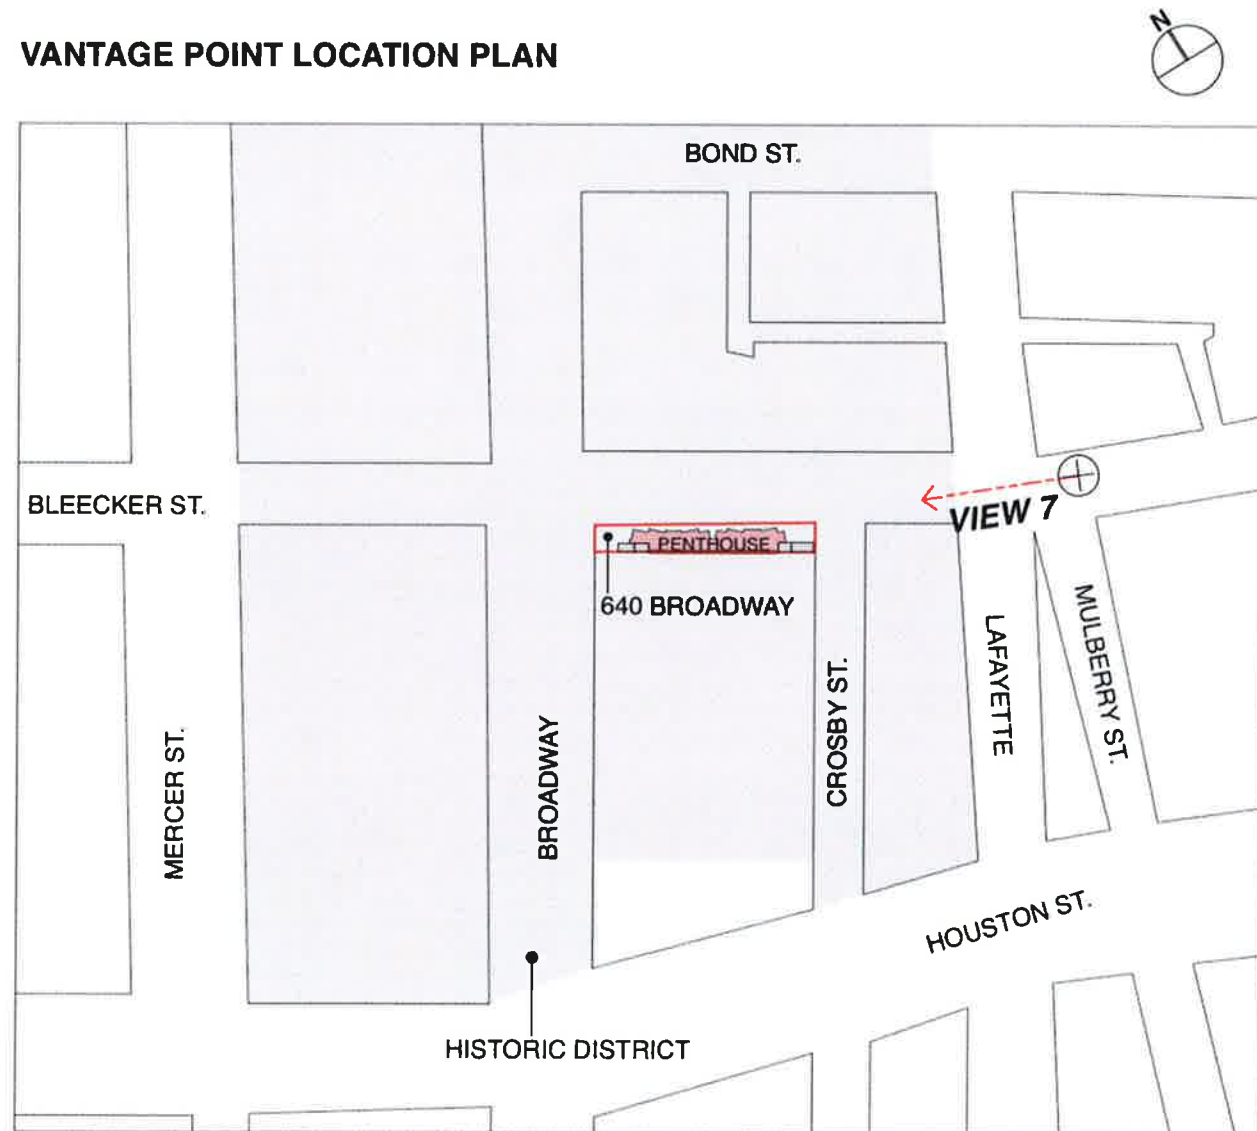 VANTAGE POINT LOCATION PLAN
N
BOND ST.
BLEECKER ST.
VIEW 7
PENTHOUSE
640 BROADWAY
MERCER ST.
BROADWAY
CROSBY ST.
LAFAYETTE
MULBERRY ST.
HOUSTON ST.
HISTORIC DISTRICT